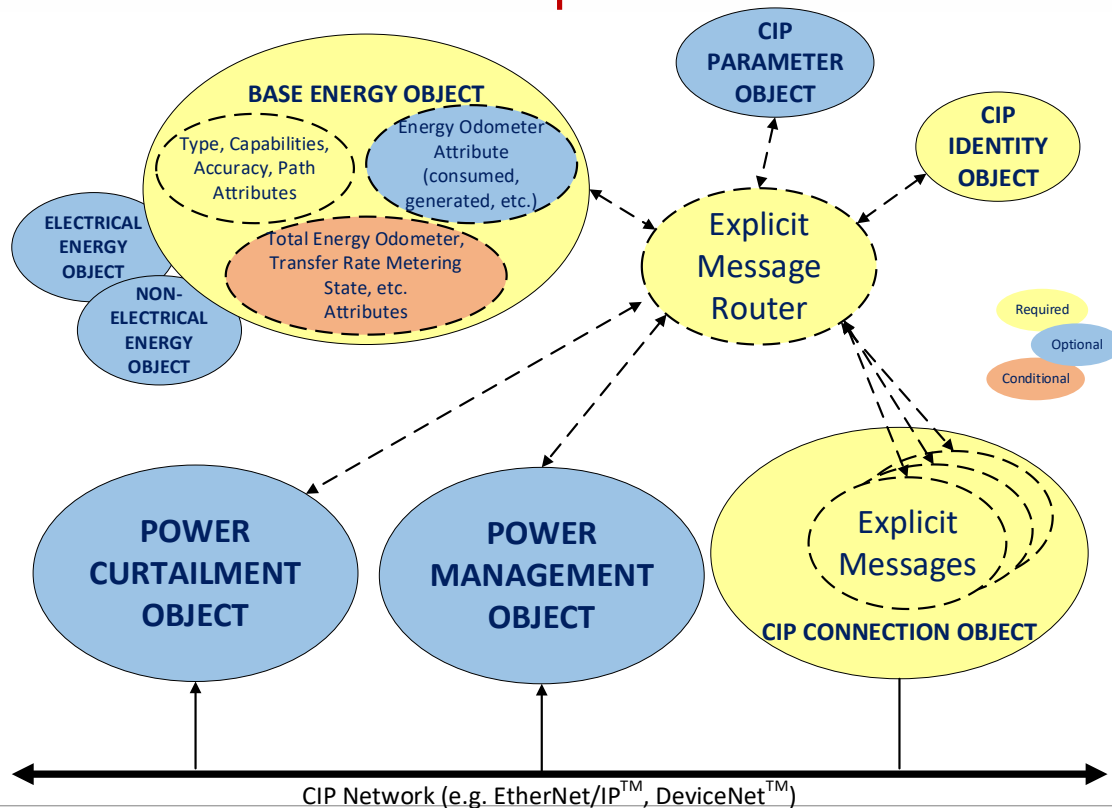 CIP
PARAMETER
OBJECT
BASE ENERGY OBJECT
Type, Capabilities,
Accuracy, Path
Attributes
Energy Odometer
Attribute
(consumed,
generated, etc.)
Total Energy Odometer,
Transfer Rate Metering
State, etc.
Attributes
CIP
IDENTITY
OBJECT
ELECTRICAL
ENERGY
OBJECT
NON-
ELECTRICAL
ENERGY
OBJECT
Explicit
Message
Router
Required
Optional
Conditional
POWER
CURTAILMENT
OBJECT
POWER
MANAGEMENT
OBJECT
Explicit
Messages
CIP CONNECTION OBJECT
CIP Network (e.g. EtherNet/IP™, DeviceNet™)